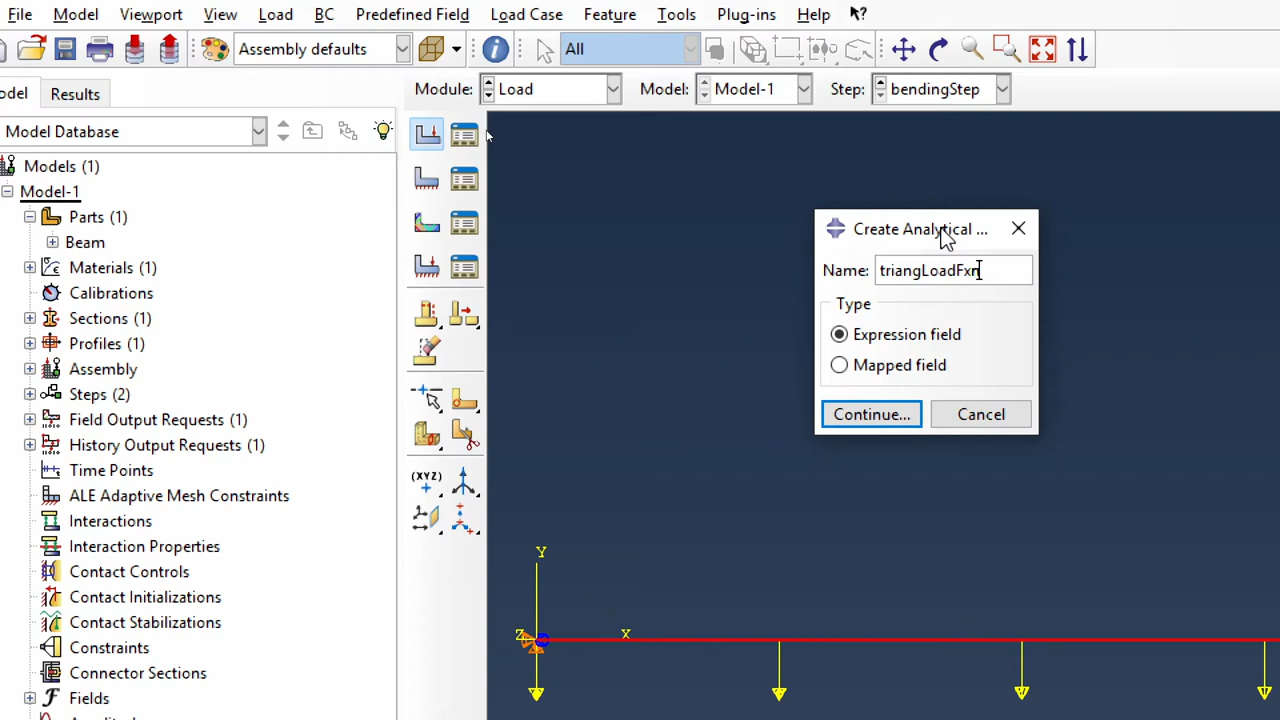 File Model Viewport View Load BC Predefined Field Load Case Feature Tools Plug-ins Help
Assembly defaults All
Results Module: Load Model: Model-1 Step: bendingStep
Model Database
Models (1)
Model-1
Parts (1)
Beam
Materials (1)
Calibrations
Sections (1)
Profiles (1)
Assembly
Steps (2)
Field Output Requests (1)
History Output Requests (1)
Time Points
ALE Adaptive Mesh Constraints
Interactions
Interaction Properties
Contact Controls
Contact Initializations
Contact Stabilizations
Constraints
Connector Sections
Fields
(XYZ)
Create Analytical ...
Name: triangLoadFxn
Type
Expression field
Mapped field
Continue... Cancel
Y
Z X